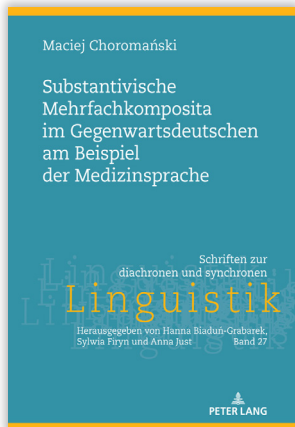 Maciej Choromański
Substantivische
Mehrfachkomposita
im Gegenwartsdeutschen
am Beispiel
der Medizinsprache
Schriften zur
diachronen und synchronen
Linguistik
Herausgegeben von Hanna Biaduń-Grabarek,
Sylwia Firyn und Anna Just Band 27
PETER LANG